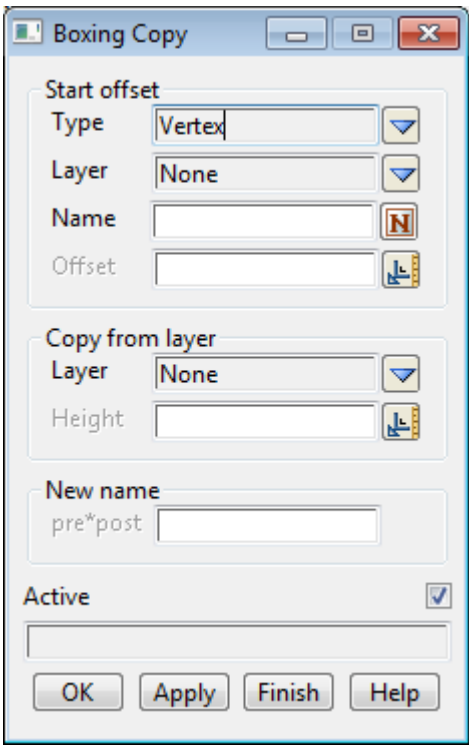 Boxing Copy
Start offset
Type Vertex
Layer None
Name N
Offset
Copy from layer
Layer None
Height
New name
pre*post
Active
OK Apply Finish Help